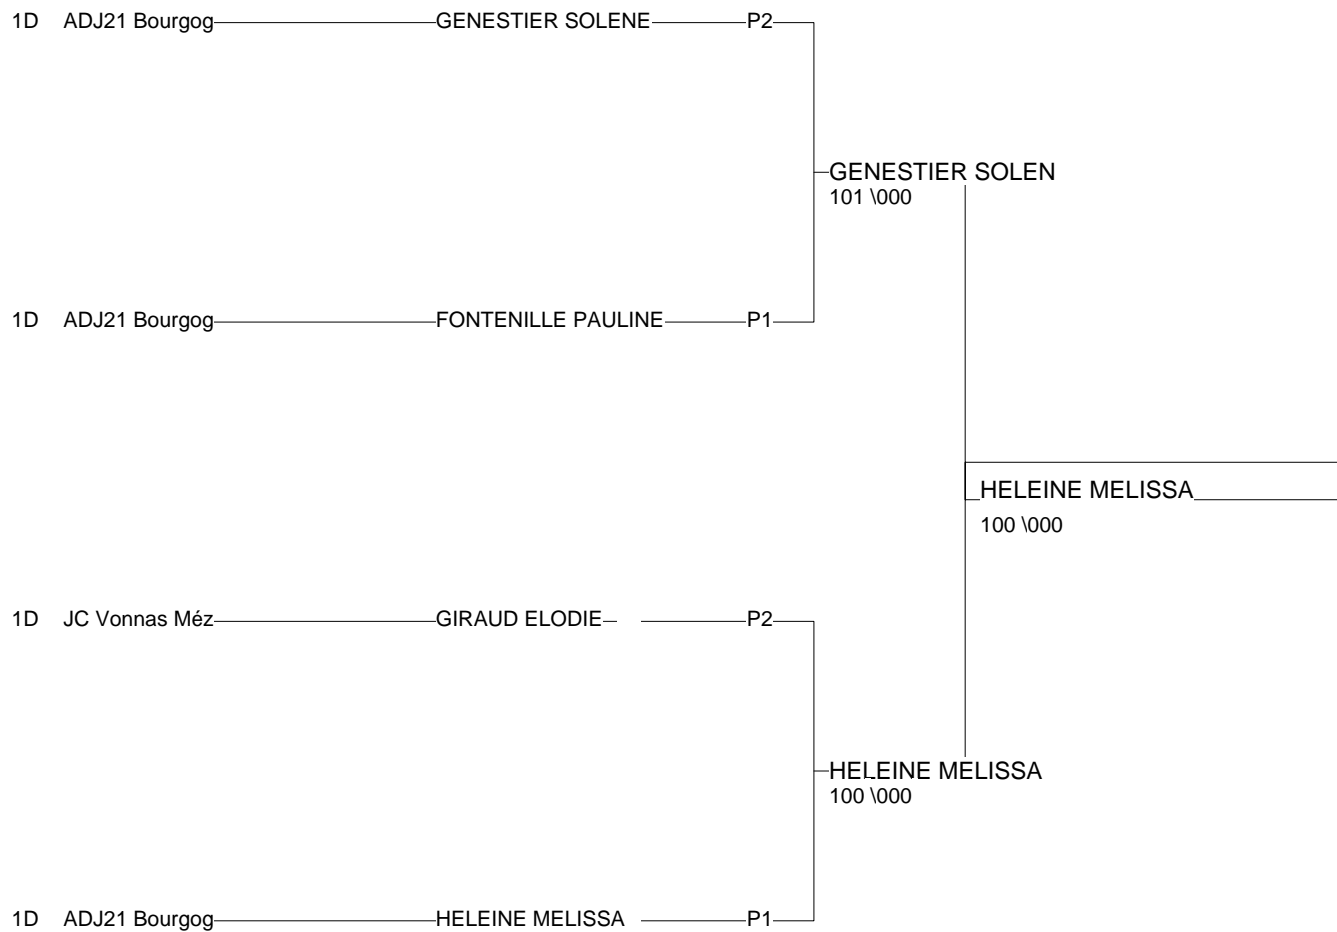 1D ADJ21 Bourgog GENESTIER SOLENE P2
GENESTIER SOLEN
101 \000
1D ADJ21 Bourgog FONTENILLE PAULINE P1
HELEINE MELISSA
100 \000
1D JC Vonnas Méz GIRAUD ELODIE P2
HELEINE MELISSA
100 \000
1D ADJ21 Bourgog HELEINE MELISSA P1